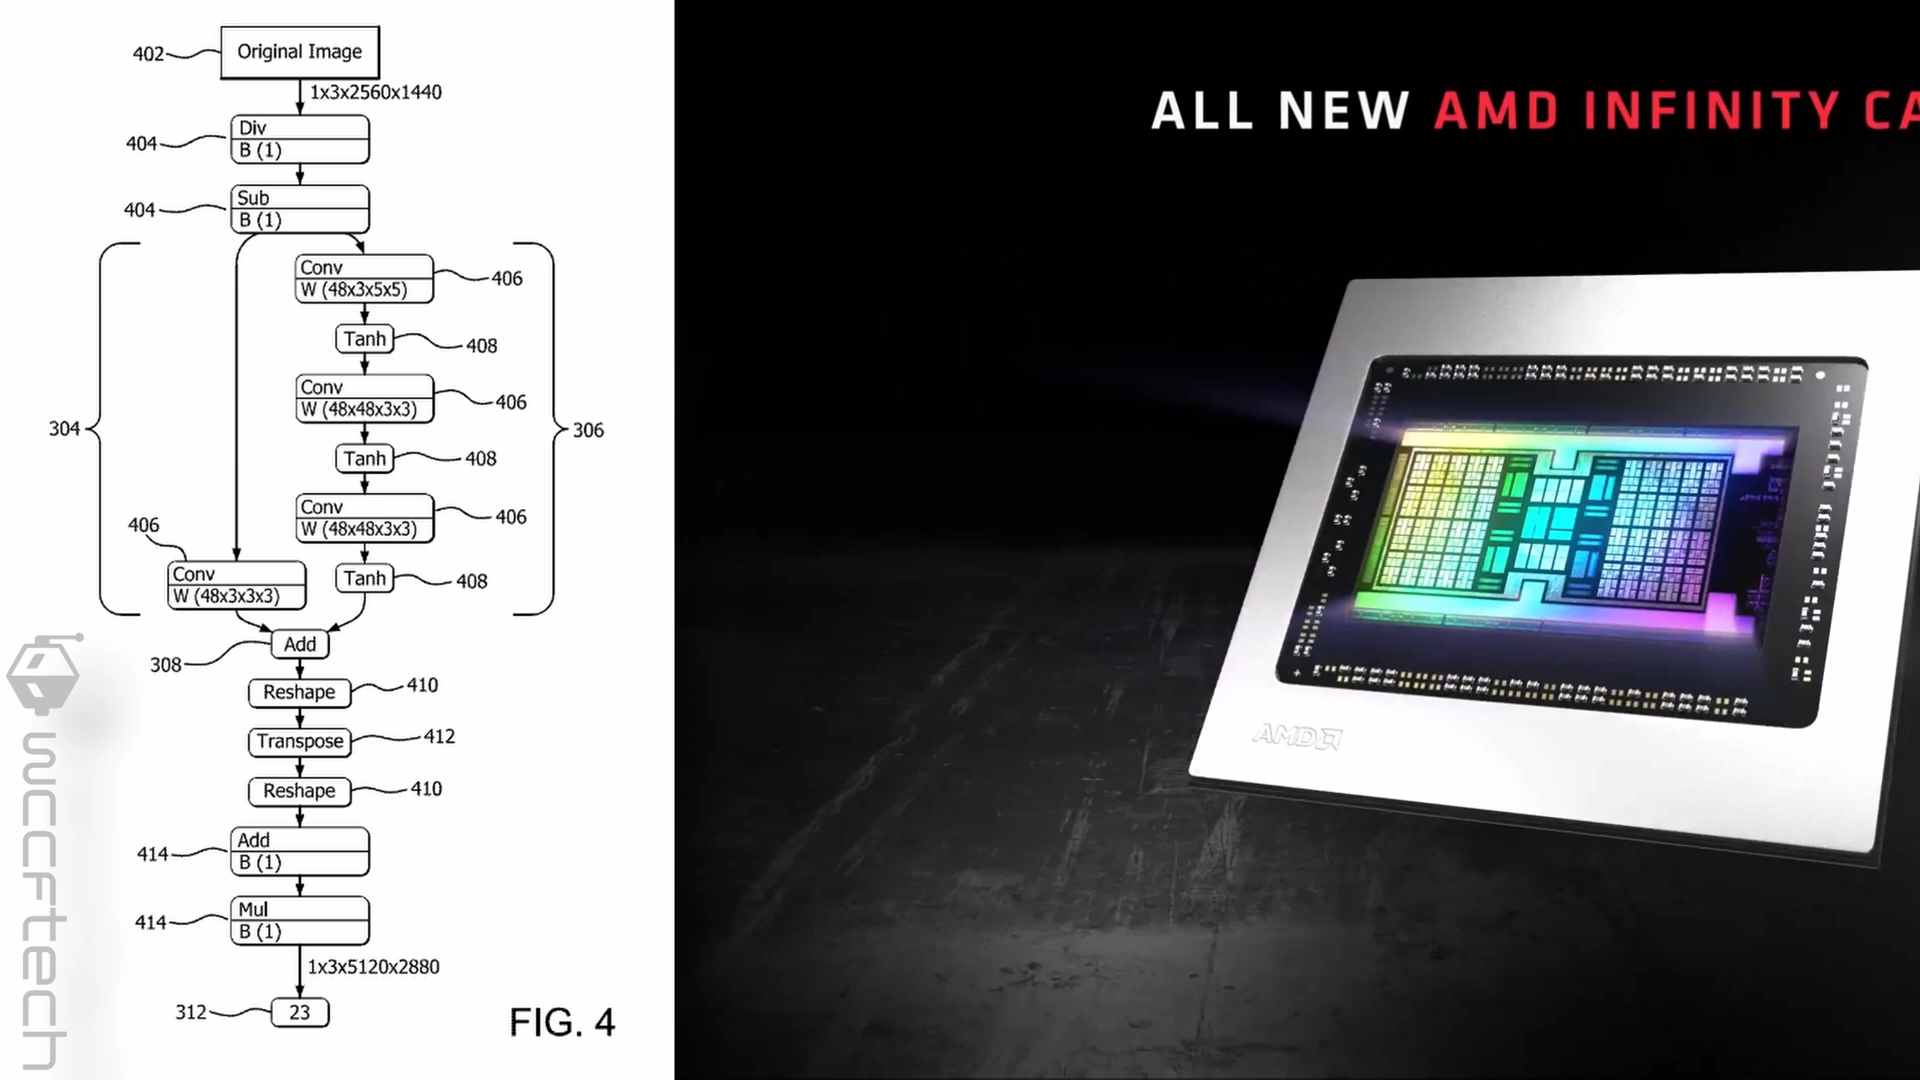 402
Original Image
1x3x2560x1440
Div
B (1)
404
Sub
B (1)
404
304
306
Conv
W (48x3x5x5)
406
Tanh
408
Conv
W (48x48x3x3)
406
Tanh
408
Conv
W (48x48x3x3)
406
Tanh
408
406
Conv
W (48x3x3x3)
Add
308
Reshape
410
Transpose
412
Reshape
410
Add
B (1)
414
Mul
B (1)
414
1x3x5120x2880
312
23
FIG. 4
wccftech
ALL NEW AMD INFINITY CA
AMD